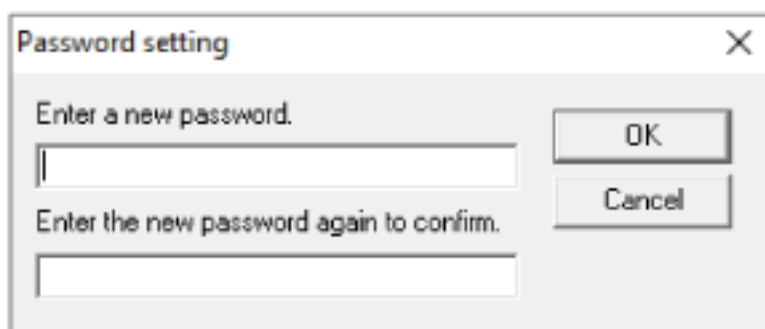 Password setting
Enter a new password.
OK
Cancel
Enter the new password again to confirm.